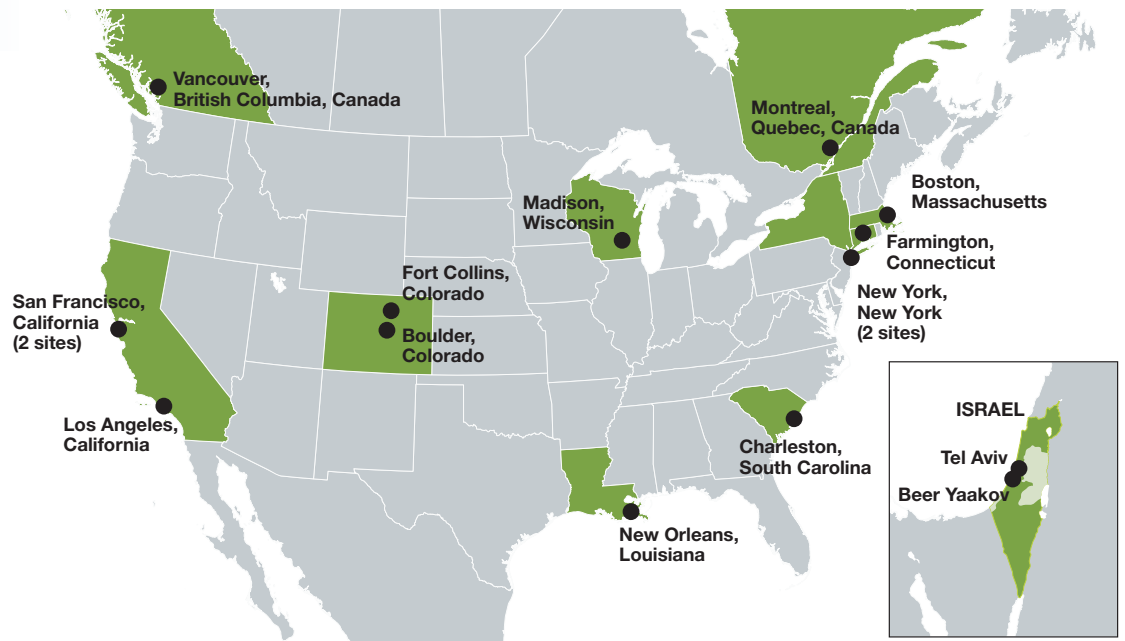 Vancouver,
British Columbia, Canada
Montreal,
Quebec, Canada
Boston,
Massachusetts
Madison,
Wisconsin
Farmington,
Connecticut
Fort Collins,
Colorado
New York,
New York
(2 sites)
San Francisco,
California
(2 sites)
Boulder,
Colorado
Los Angeles,
California
Charleston,
South Carolina
New Orleans,
Louisiana
ISRAEL
Tel Aviv
Beer Yaakov